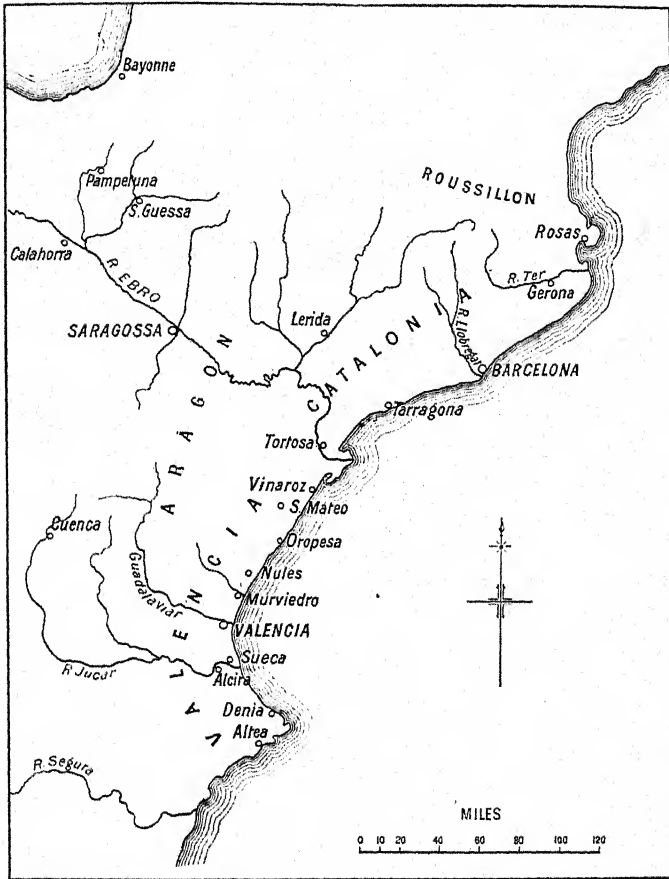 Bayonne
Pampeluna
S. Guessa
ROUSSILLON
Rosas
Calahorra
R. EBRO
R. Ter
Gerona
SARAGOSSA
Lerida
R. Llobregat
BARCELONA
CATALONIA
ARAGON
Tarragona
Tortosa
Vinaroz
S. Mateo
Cuenca
Oropesa
Nules
Guadalaviar
Murviedro
VALENCIA
VALENCIA
Sueca
R. Jucar
Alcira
Denia
Altea
R. Segura
MILES
0 10 20 40 60 80 100 120